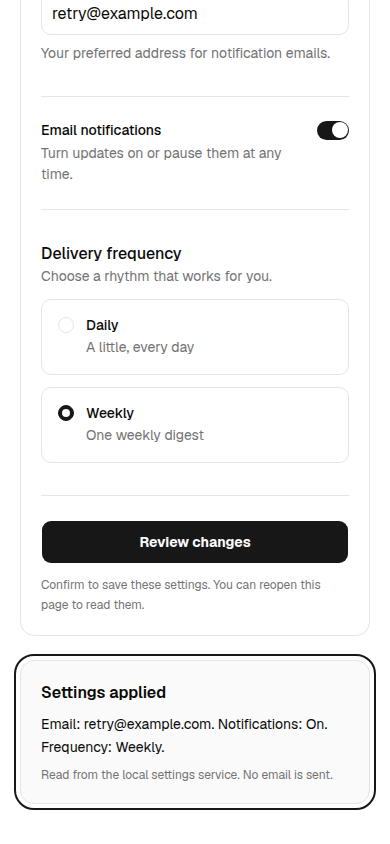 retry@example.com
Your preferred address for notification emails.
Email notifications
Turn updates on or pause them at any
time.
Delivery frequency
Choose a rhythm that works for you.
Daily
A little, every day
Weekly
One weekly digest
Review changes
Confirm to save these settings. You can reopen this
page to read them.
Settings applied
Email: retry@example.com. Notifications: On.
Frequency: Weekly.
Read from the local settings service. No email is sent.